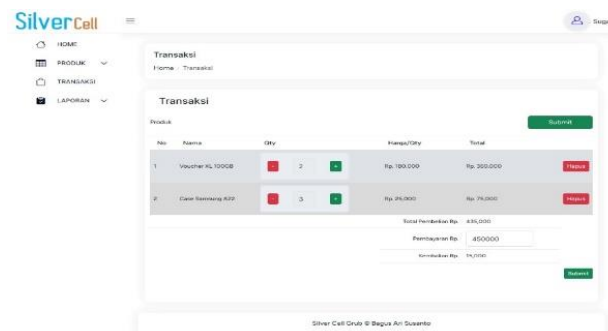 SilverCell
Suga
HOME
PRODUK
TRANSAKSI
LAPORAN
Transaksi
Home / Transaksi
Transaksi
Produk
Submit
No Nama Qty Harga/Qty Total
1 Voucher XL 100GB - 2 + Rp. 180,000 Rp. 360,000 Hapus
2 Case Samsung A22 - 3 + Rp. 25,000 Rp. 75,000 Hapus
Total Pembelian Rp. 435,000
Pembayaran Rp. 450000
Kembalian Rp. 15,000
Submit
Silver Cell Grub © Bagus Ari Susanto